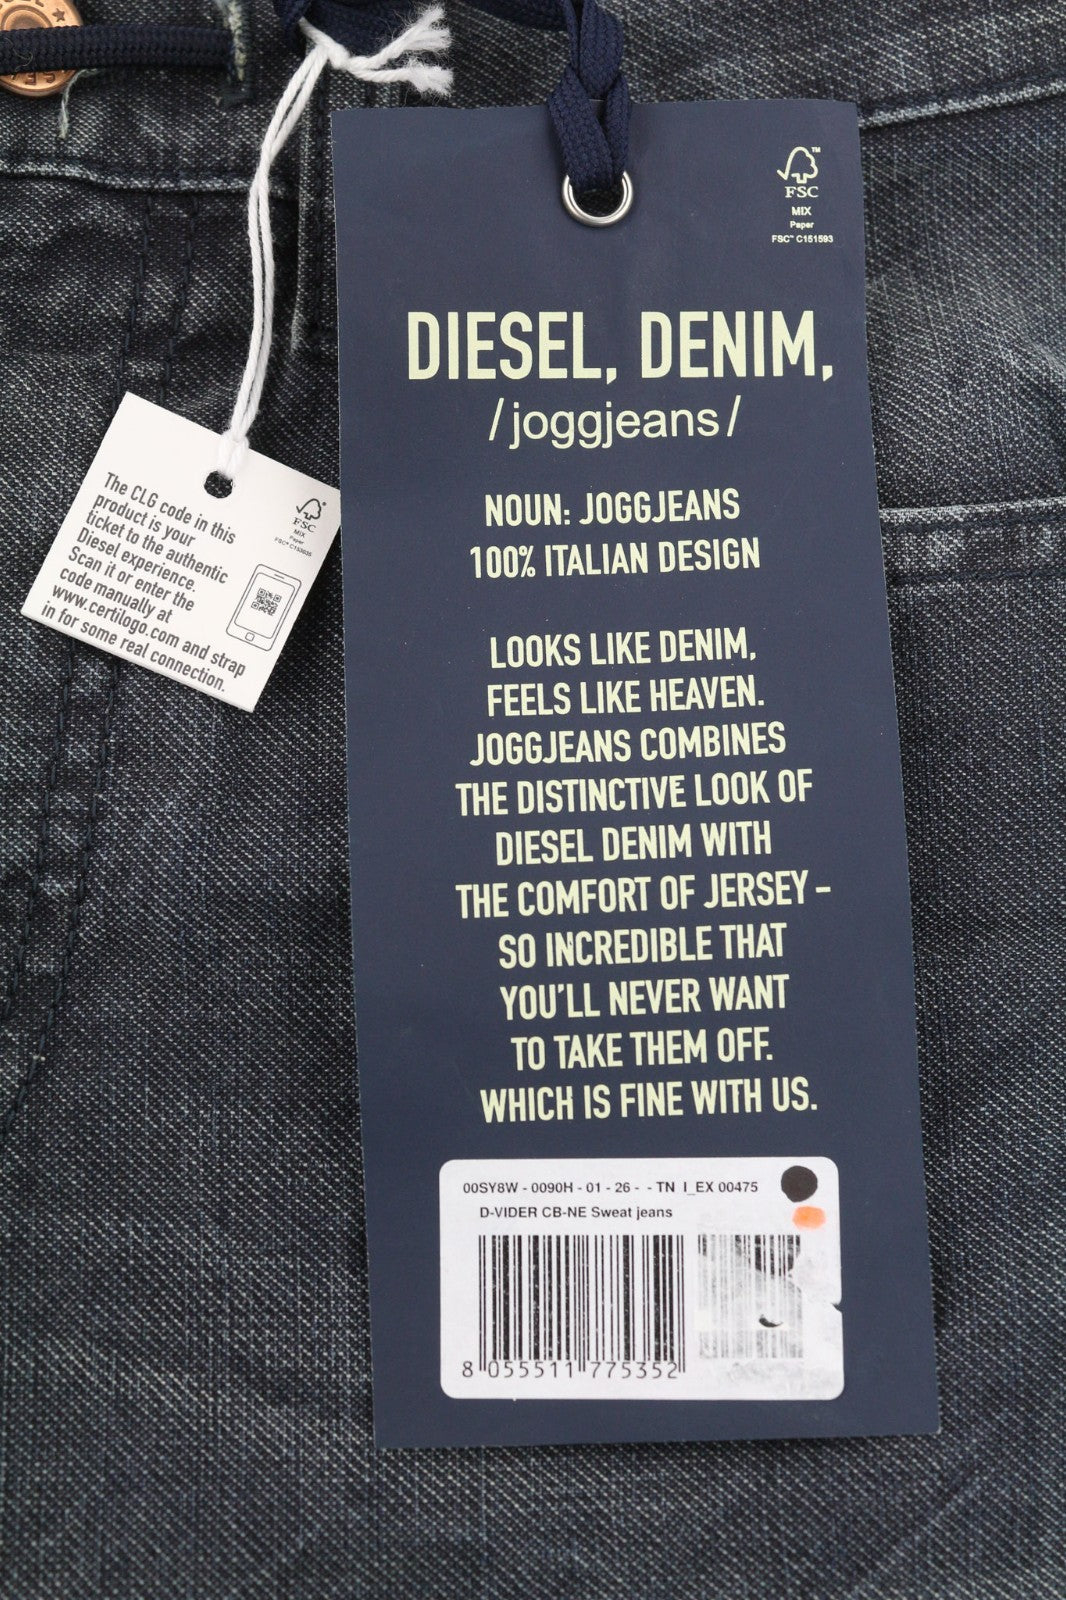 FSC™
MIX
Paper
FSC™ C151593
DIESEL, DENIM,
/joggjeans/
NOUN: JOGGJEANS
100% ITALIAN DESIGN
LOOKS LIKE DENIM,
FEELS LIKE HEAVEN.
JOGGJEANS COMBINES
THE DISTINCTIVE LOOK OF
DIESEL DENIM WITH
THE COMFORT OF JERSEY –
SO INCREDIBLE THAT
YOU'LL NEVER WANT
TO TAKE THEM OFF.
WHICH IS FINE WITH US.
00SY8W - 0090H - 01 - 26 - - TN I_EX 00475
D-VIDER CB-NE Sweat jeans
8 055511 775352
The CLG code in this
product is your
ticket to the authentic
Diesel experience.
Scan it or enter the
code manually at
www.certilogo.com and strap
in for some real connection.
FSC®
MIX
Paper